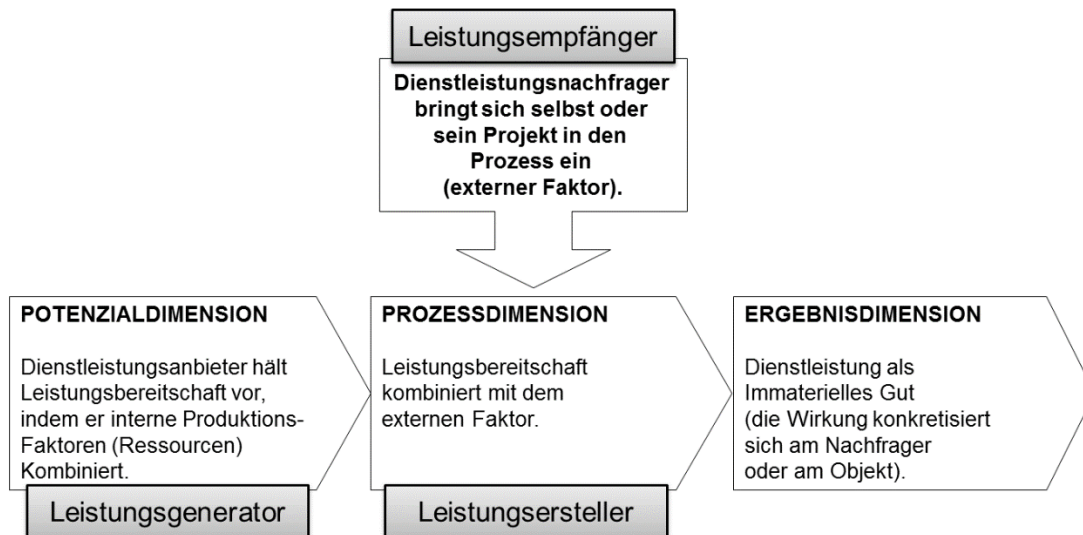 Leistungsempfänger
Dienstleistungsnachfrager
bringt sich selbst oder
sein Projekt in den
Prozess ein
(externer Faktor).
POTENZIALDIMENSION
Dienstleistungsanbieter hält
Leistungsbereitschaft vor,
indem er interne Produktions-
Faktoren (Ressourcen)
Kombiniert.
Leistungsgenerator
PROZESSDIMENSION
Leistungsbereitschaft
kombiniert mit dem
externen Faktor.
Leistungsersteller
ERGEBNISDIMENSION
Dienstleistung als
Immaterielles Gut
(die Wirkung konkretisiert
sich am Nachfrager
oder am Objekt).